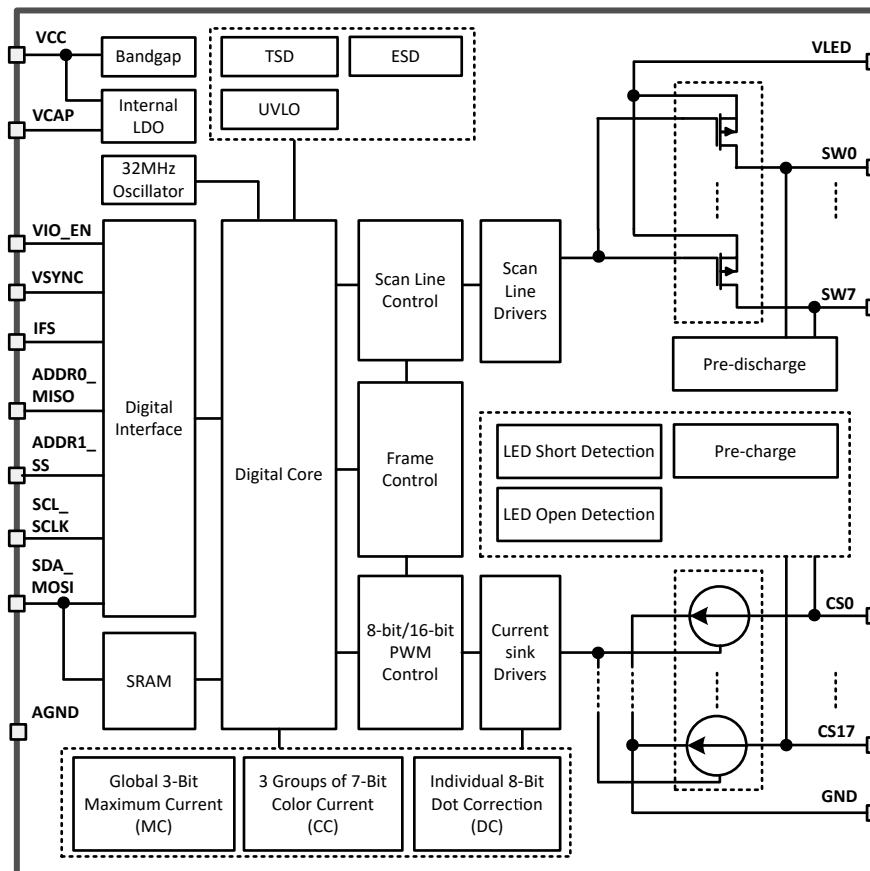 VCC
Bandgap
TSD
ESD
VLED
VCAP
Internal
LDO
UVLO
32MHz
Oscillator
SW0
VIO_EN
VSYNC
IFS
ADDR0_
MISO
ADDR1_
SS
SCL_
SCLK
SDA_
MOSI
AGND
Digital
Interface
SRAM
Digital Core
Scan Line
Control
Scan
Line
Drivers
SW7
Pre-discharge
Frame
Control
LED Short Detection
Pre-charge
LED Open Detection
8-bit/16-bit
PWM
Control
Current
sink
Drivers
CS0
CS17
GND
Global 3-Bit
Maximum Current
(MC)
3 Groups of 7-Bit
Color Current
(CC)
Individual 8-Bit
Dot Correction
(DC)